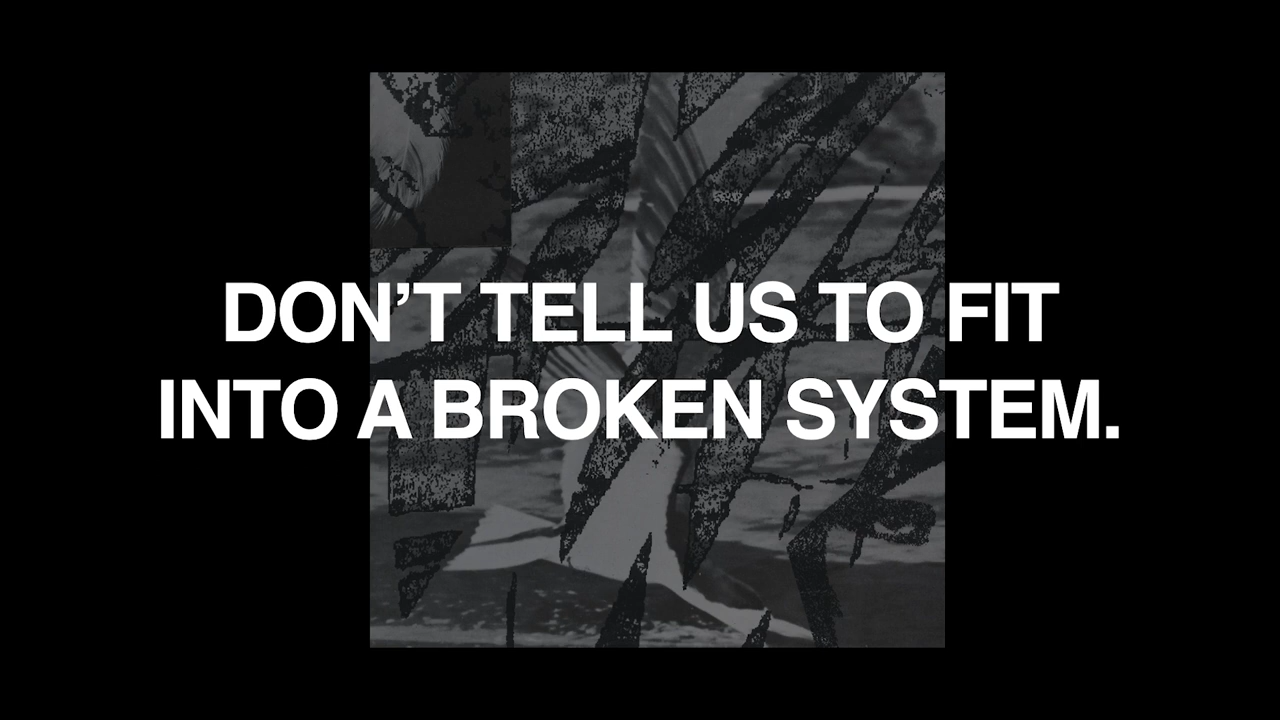 DON’T TELL US TO FIT
INTO A BROKEN SYSTEM.